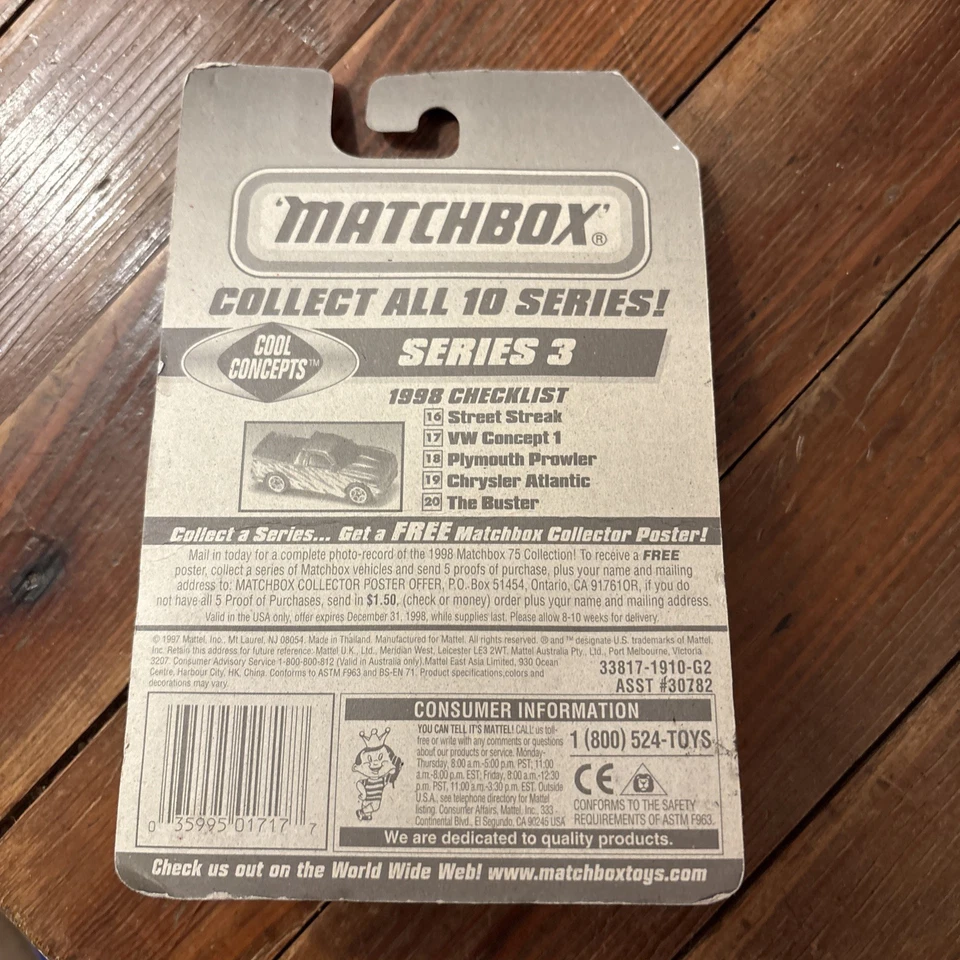 'MATCHBOX'®
COLLECT ALL 10 SERIES!
COOL
CONCEPTS™
SERIES 3
1998 CHECKLIST
16 Street Streak
17 VW Concept 1
18 Plymouth Prowler
19 Chrysler Atlantic
20 The Buster
Collect a Series... Get a FREE Matchbox Collector Poster!
Mail in today for a complete photo-record of the 1998 Matchbox 75 Collection! To receive a FREE
poster, collect a series of Matchbox vehicles and send 5 proofs of purchase, plus your name and mailing
address to: MATCHBOX COLLECTOR POSTER OFFER, P.O. Box 51454, Ontario, CA 91761OR, if you do
not have all 5 Proof of Purchases, send in $1.50, (check or money) order plus your name and mailing address.
Valid in the USA only, offer expires December 31, 1998, while supplies last. Please allow 8-10 weeks for delivery.
© 1997 Mattel, Inc., Mt Laurel, NJ 08054. Made in Thailand. Manufactured for Mattel. All rights reserved. ® and ™ designate U.S. trademarks of Mattel,
Inc. Retain this address for future reference: Mattel U.K., Ltd., Meridian West, Leicester LE3 2WT. Mattel Australia Pty., Ltd., Port Melbourne, Victoria
3207. Consumer Advisory Service 1-800-800-812 (Valid in Australia only). Mattel East Asia Limited, 930 Ocean
Centre, Harbour City, HK, China. Conforms to ASTM F963 and BS-EN 71. Product specifications, colors and
decorations may vary.
33817-1910-G2
ASST #30782
CONSUMER INFORMATION
YOU CAN TELL IT'S MATTEL! CALL us toll-
free or write with any comments or questions
about our products or service. Monday-
Thursday, 8:00 a.m.-5:00 p.m. PST; 11:00
a.m.-8:00 p.m. EST; Friday, 8:00 a.m.-12:30
p.m. PST, 11:00 a.m.-3:30 p.m. EST. Outside
U.S.A., see telephone directory for Mattel
listing. Consumer Affairs, Mattel, Inc., 333
Continental Blvd., El Segundo, CA 90245 USA
1 (800) 524-TOYS
CE
CONFORMS TO THE SAFETY
REQUIREMENTS OF ASTM F963.
We are dedicated to quality products.
0 35995 01717 7
Check us out on the World Wide Web! www.matchboxtoys.com